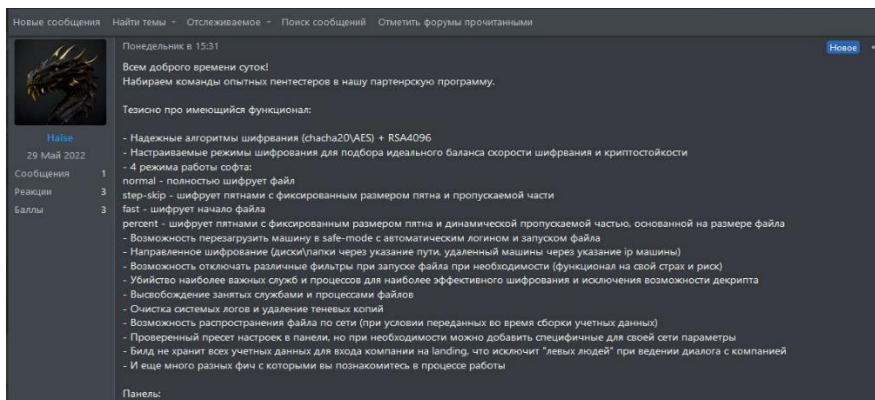 Новые сообщения Найти темы Отслеживаемое Поиск сообщений Отметить форумы прочитанными
Понедельник в 15:31
Новое
Всем доброго времени суток!
Набираем команды опытных пентестеров в нашу партенрскую программу.
Тезисно про имеющийся функционал:
Haise
29 Май 2022
Сообщения 1
Реакции 3
Баллы 3
- Надежные алгоритмы шифрвания (chacha20\AES) + RSA4096
- Настраиваемые режимы шифрования для подбора идеального баланса скорости шифрвания и криптостойкости
- 4 режима работы софта:
normal - полностью шифрует файл
step-skip - шифрует пятнами с фиксированным размером пятна и пропускаемой части
fast - шифрует начало файла
percent - шифрует пятнами с фиксированным размером пятна и динамической пропускаемой частью, основанной на размере файла
- Возможность перезагрузить машину в safe-mode с автоматическим логином и запуском файла
- Направленное шифрование (диски\папки через указание пути, удаленный машины через указание ip машины)
- Возможность отключать различные фильтры при запуске файла при необходимости (функционал на свой страх и риск)
- Убийство наиболее важных служб и процессов для наиболее эффективного шифрования и исключения возможности декрипта
- Высвобождение занятых службами и процессами файлов
- Очистка системых логов и удаление теневых копий
- Возможность распространения файла по сети (при условии переданных во время сборки учетных данных)
- Проверенный пресет настроек в панели, но при необходимости можно добавить специфичные для своей сети параметры
- Билд не хранит всех учетных данных для входа компании на landing, что исключит "левых людей" при ведении диалога с компанией
- И еще много разных фич с которыми вы познакомитесь в процессе работы
Панель: